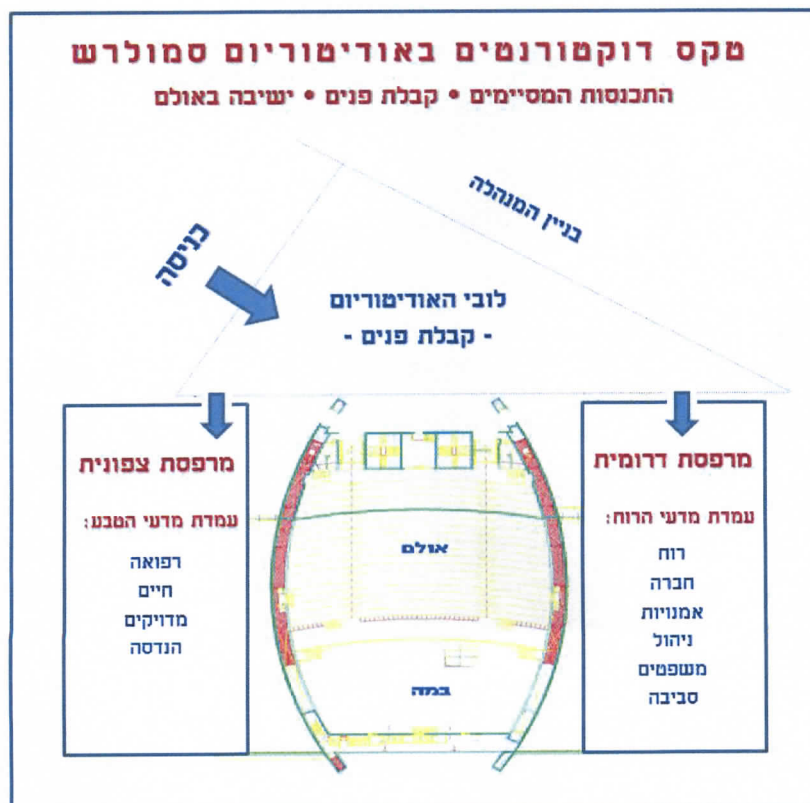 טקס דוקטורנטים באודיטוריום סמולרש
התכנסות המסיימים • קבלת פנים • ישיבה באולם
בניין המנהלה
כניסה
לובי האודיטוריום
- קבלת פנים -
מרפסת דרומית
עמדת מדעי הרוח:
רוח
חברה
אמנויות
ניהול
משפטים
סביבה
אולם
במה
מרפסת צפונית
עמדת מדעי הטבע:
רפואה
חיים
מדויקים
הנדסה